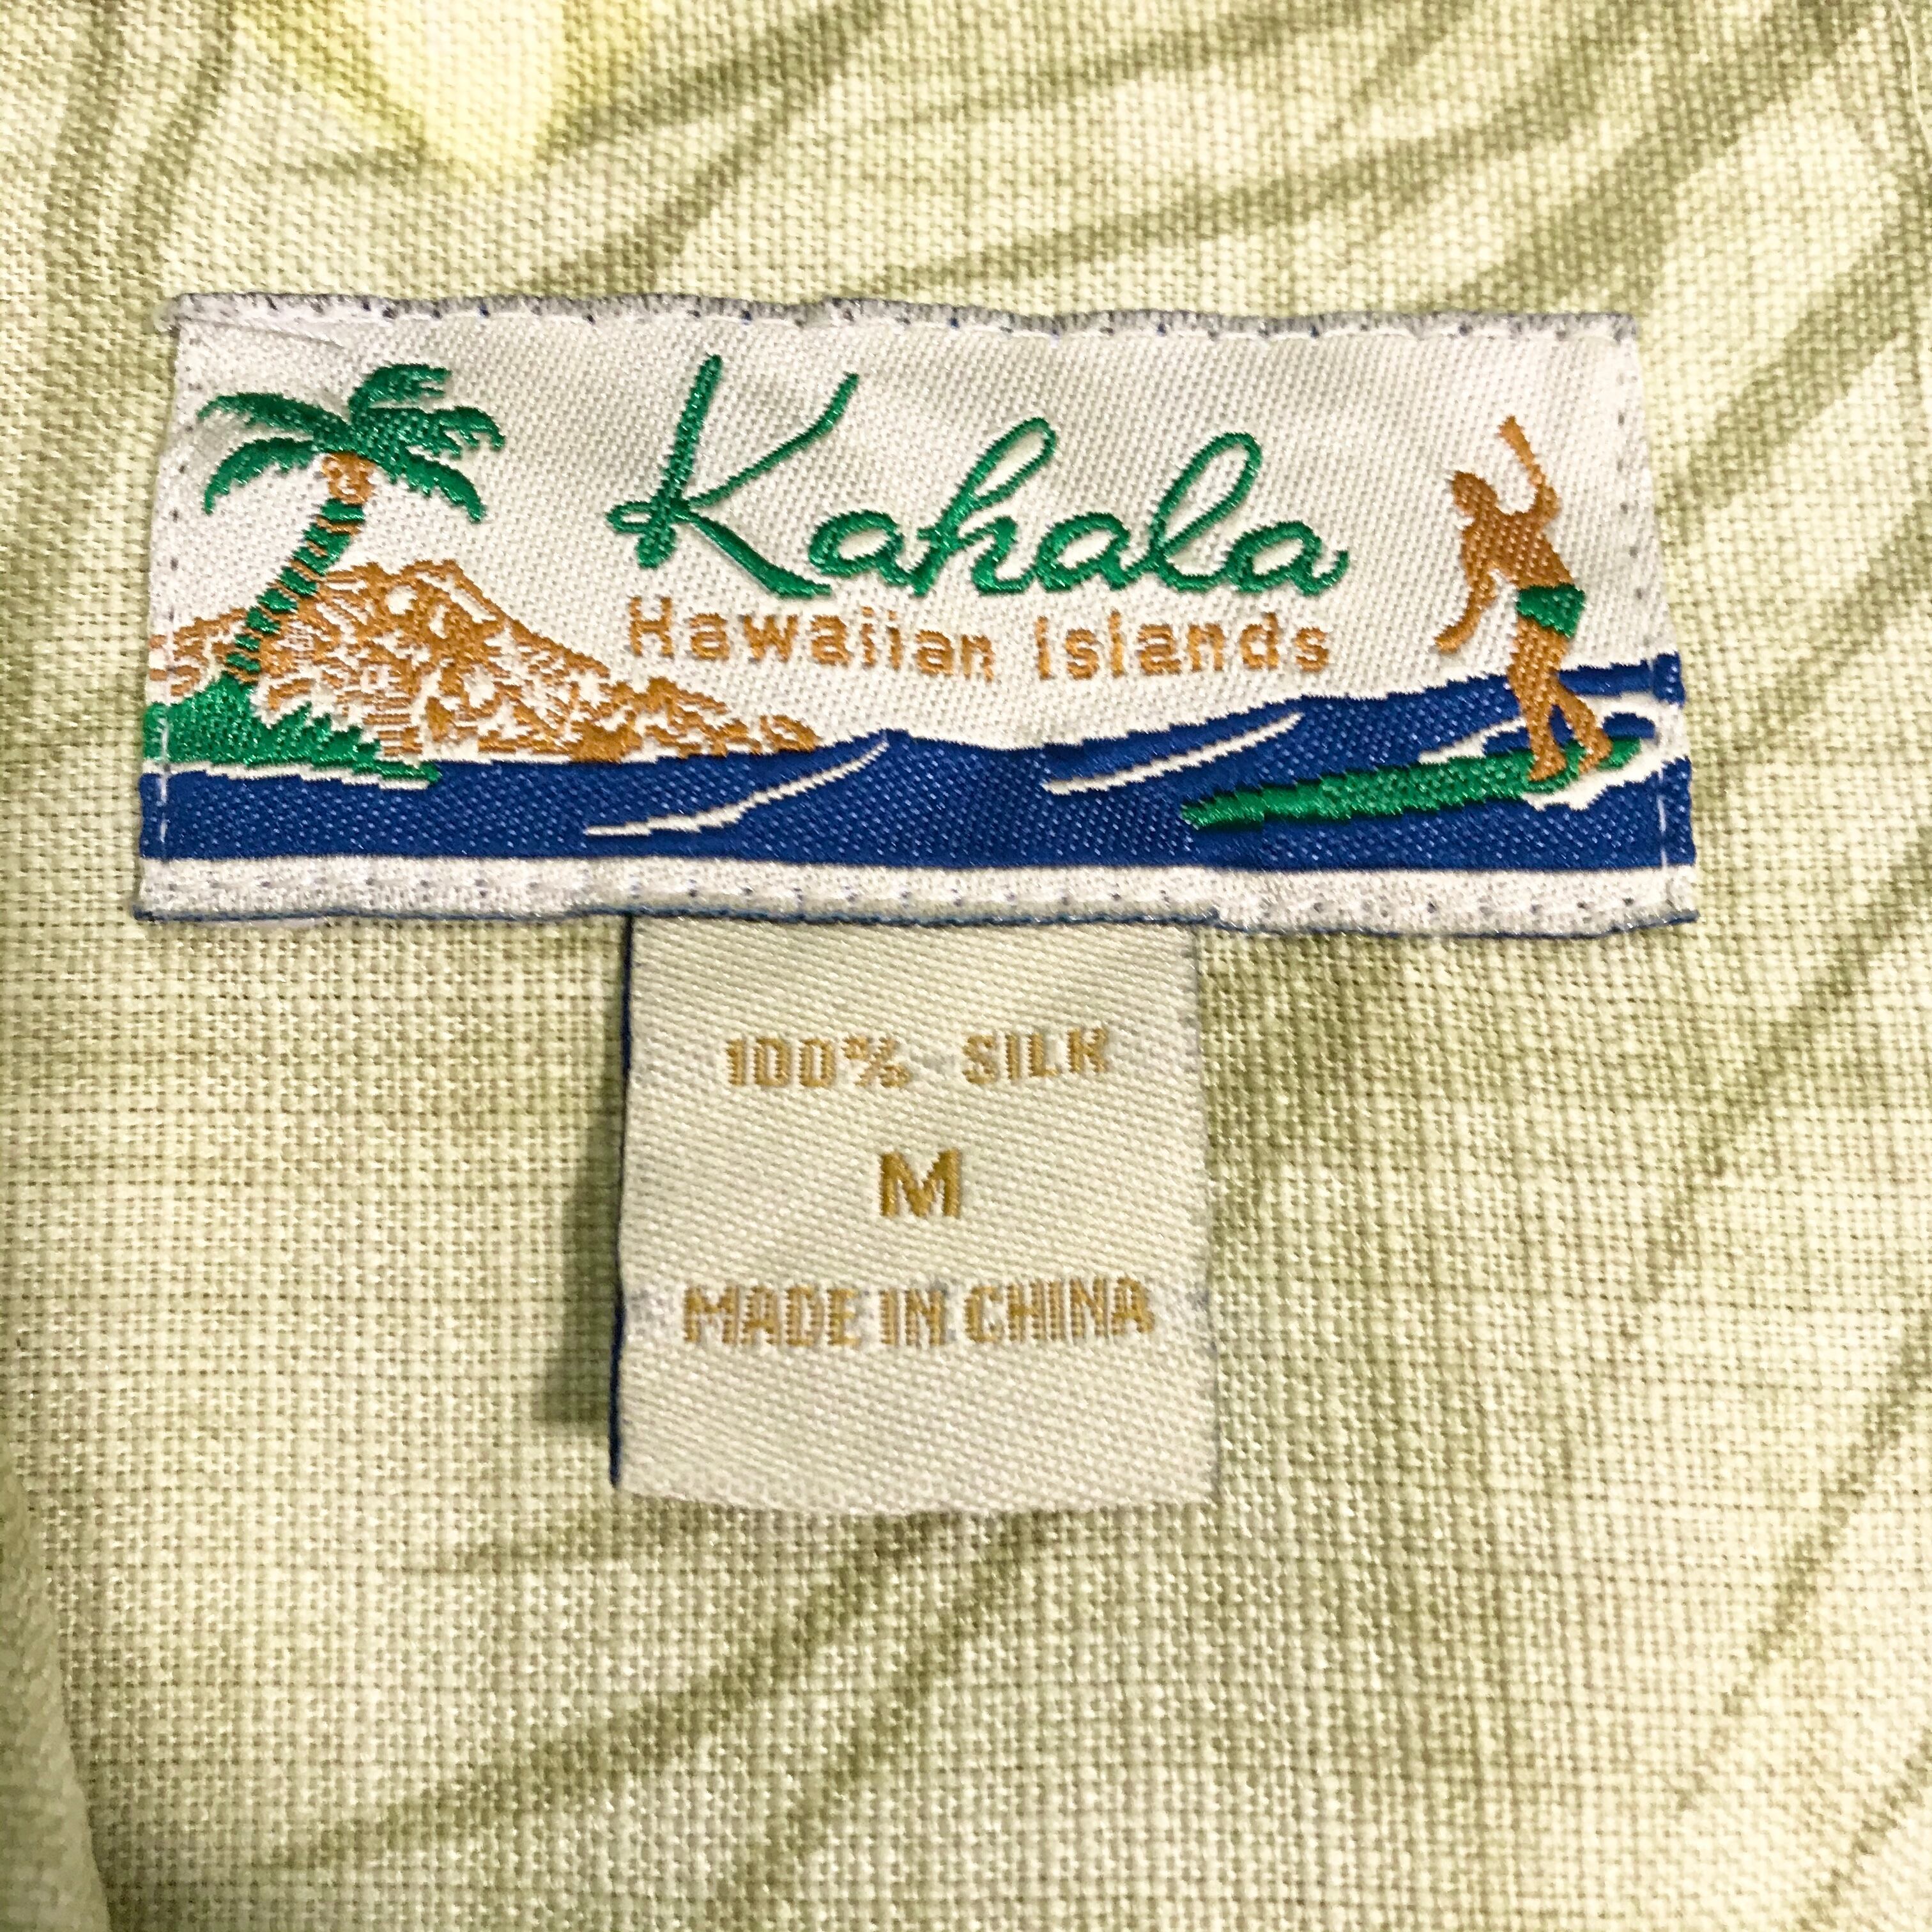 Kahala
Hawaiian Islands
100% SILK
M
MADE IN CHINA